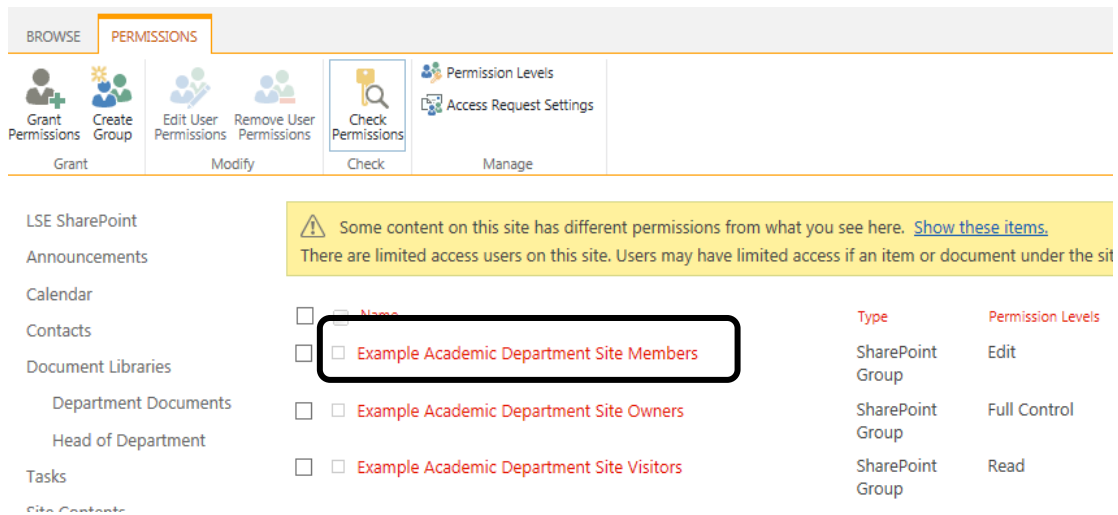 BROWSE PERMISSIONS
Grant Permissions
Create Group
Edit User Permissions
Remove User Permissions
Check Permissions
Permission Levels
Access Request Settings
Grant Modify Check Manage
LSE SharePoint
Announcements
Calendar
Contacts
Document Libraries
Department Documents
Head of Department
Tasks
Site Contents
Some content on this site has different permissions from what you see here. Show these items.
There are limited access users on this site. Users may have limited access if an item or document under the sit
Name Type Permission Levels
Example Academic Department Site Members SharePoint Group Edit
Example Academic Department Site Owners SharePoint Group Full Control
Example Academic Department Site Visitors SharePoint Group Read